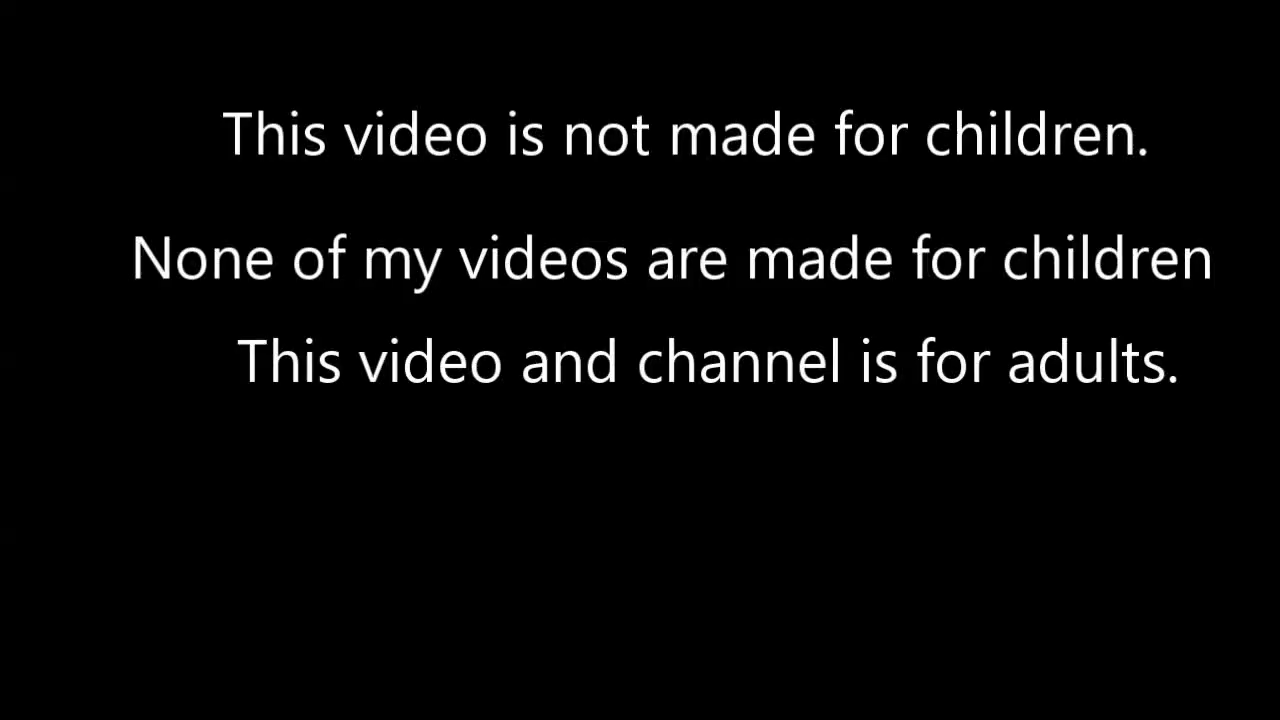 This video is not made for children.
None of my videos are made for children
This video and channel is for adults.